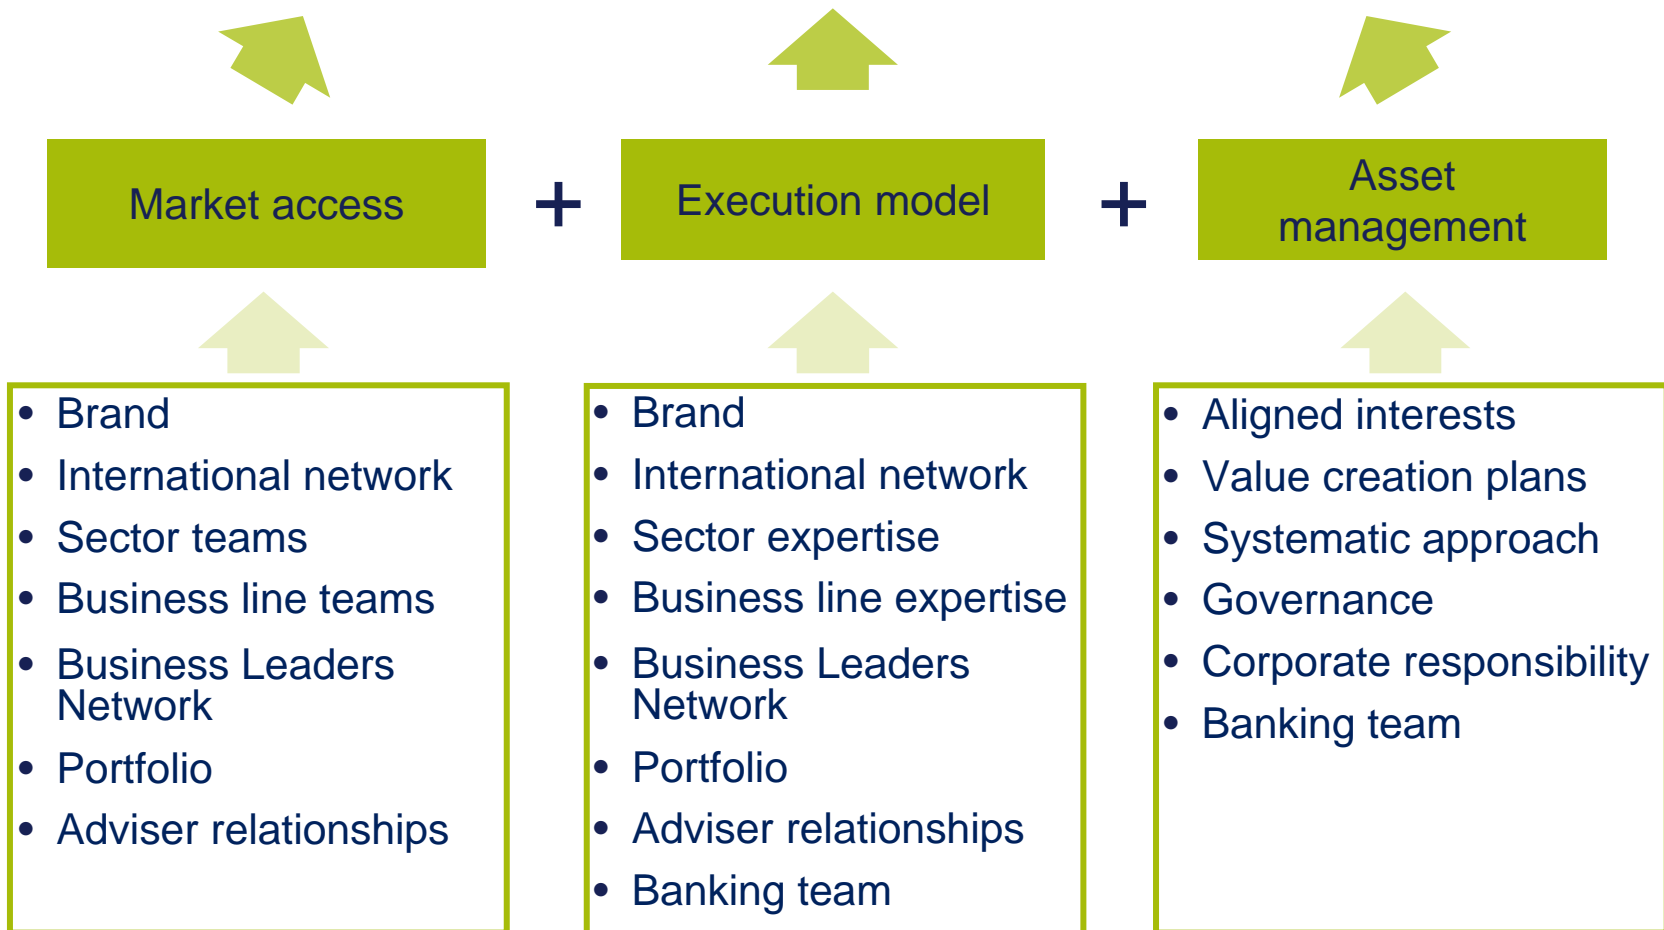 Market access
+
Execution model
+
Asset
management
• Brand
• International network
• Sector teams
• Business line teams
• Business Leaders
Network
• Portfolio
• Adviser relationships
• Brand
• International network
• Sector expertise
• Business line expertise
• Business Leaders
Network
• Portfolio
• Adviser relationships
• Banking team
• Aligned interests
• Value creation plans
• Systematic approach
• Governance
• Corporate responsibility
• Banking team